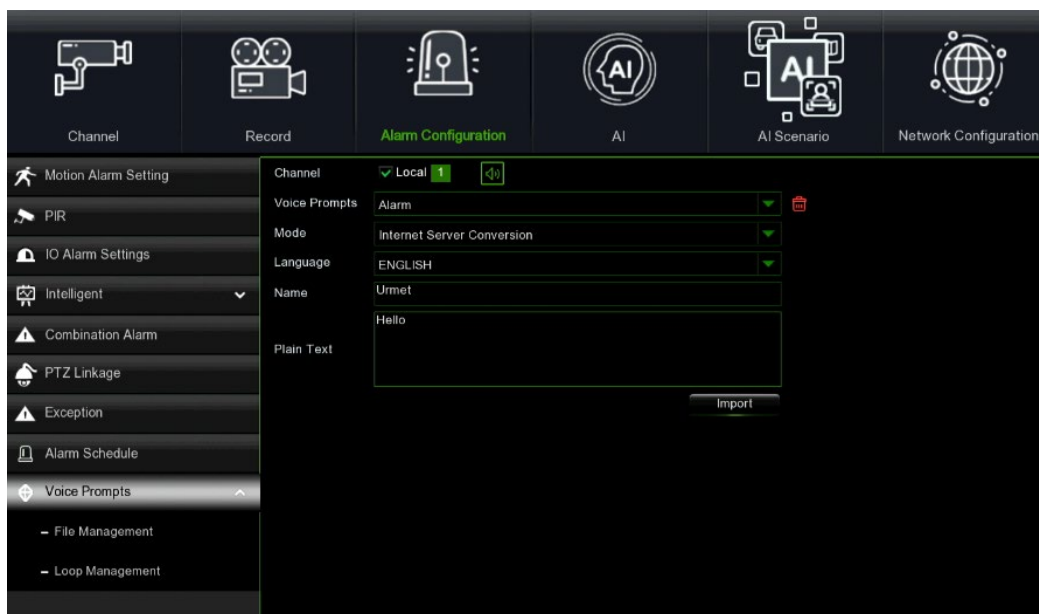 AI
AI
Channel
Record
Alarm Configuration
AI
AI Scenario
Network Configuration
Motion Alarm Setting
PIR
IO Alarm Settings
Intelligent
Combination Alarm
PTZ Linkage
Exception
Alarm Schedule
Voice Prompts
File Management
Loop Management
Channel Local 1
Voice Prompts Alarm
Mode Internet Server Conversion
Language ENGLISH
Name Urmet
Plain Text Hello
Import